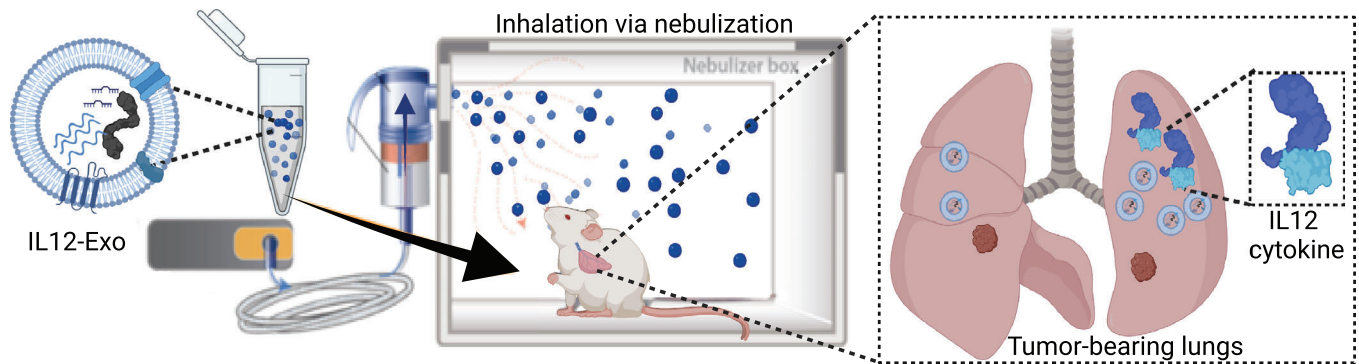 Inhalation via nebulization
Nebulizer box
IL12-Exo
IL12
cytokine
Tumor-bearing lungs